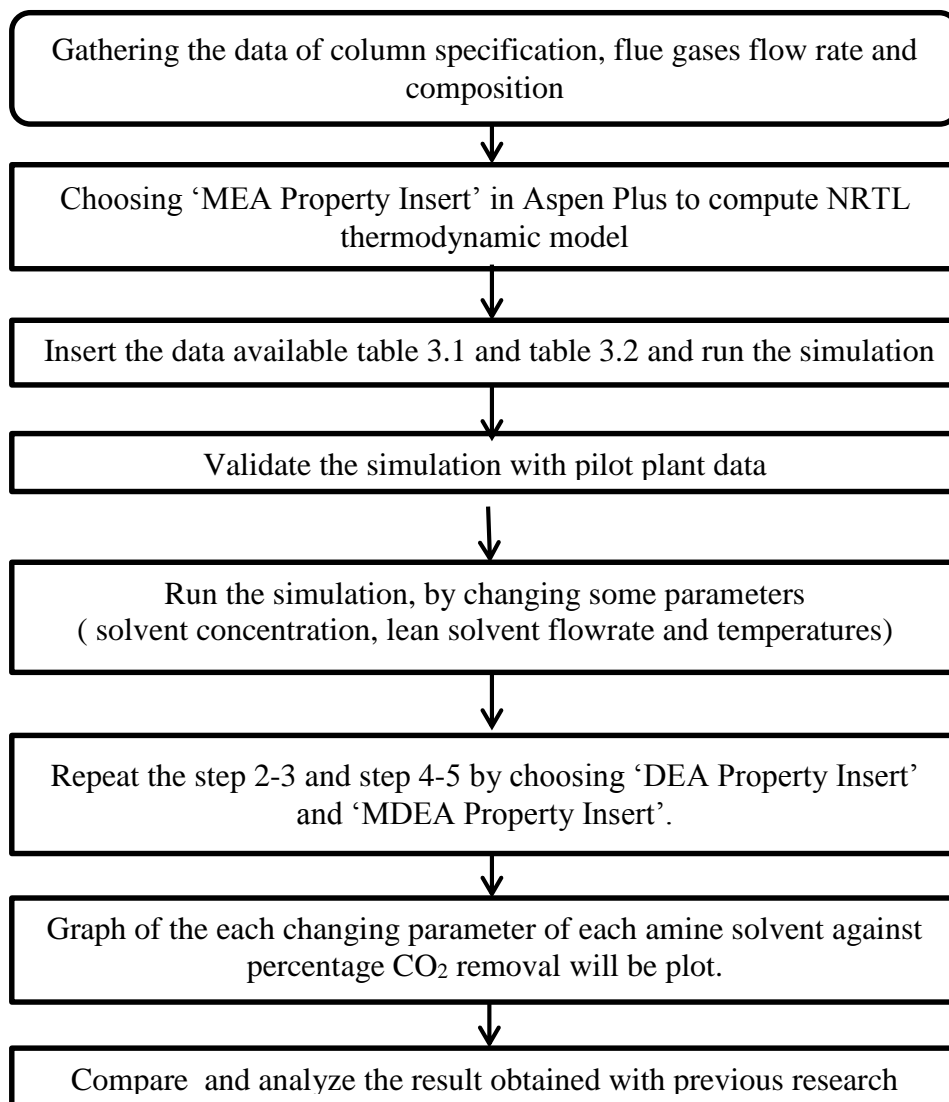 Gathering the data of column specification, flue gases flow rate and
composition
Choosing ‘MEA Property Insert’ in Aspen Plus to compute NRTL
thermodynamic model
Insert the data available table 3.1 and table 3.2 and run the simulation
Validate the simulation with pilot plant data
Run the simulation, by changing some parameters
( solvent concentration, lean solvent flowrate and temperatures)
Repeat the step 2-3 and step 4-5 by choosing ‘DEA Property Insert’
and ‘MDEA Property Insert’.
Graph of the each changing parameter of each amine solvent against
percentage CO₂ removal will be plot.
Compare and analyze the result obtained with previous research